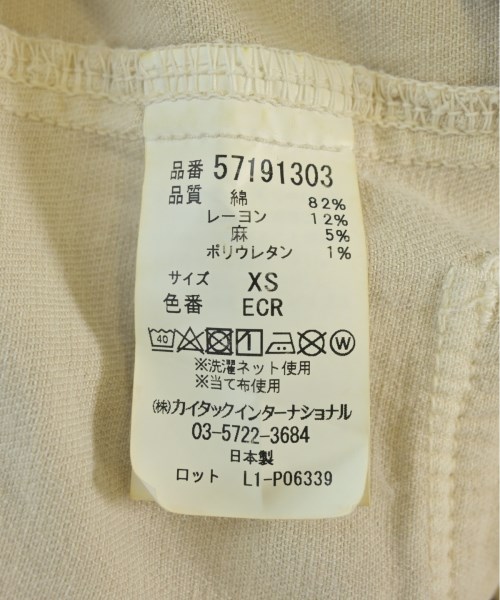 品番 57191303
品質 綿 82%
レーヨン 12%
麻 5%
ポリウレタン 1%
サイズ XS
色番 ECR
40 W
※洗濯ネット使用
※当て布使用
㈱カイタックインターナショナル
03-5722-3684
日本製
ロット L1-P06339